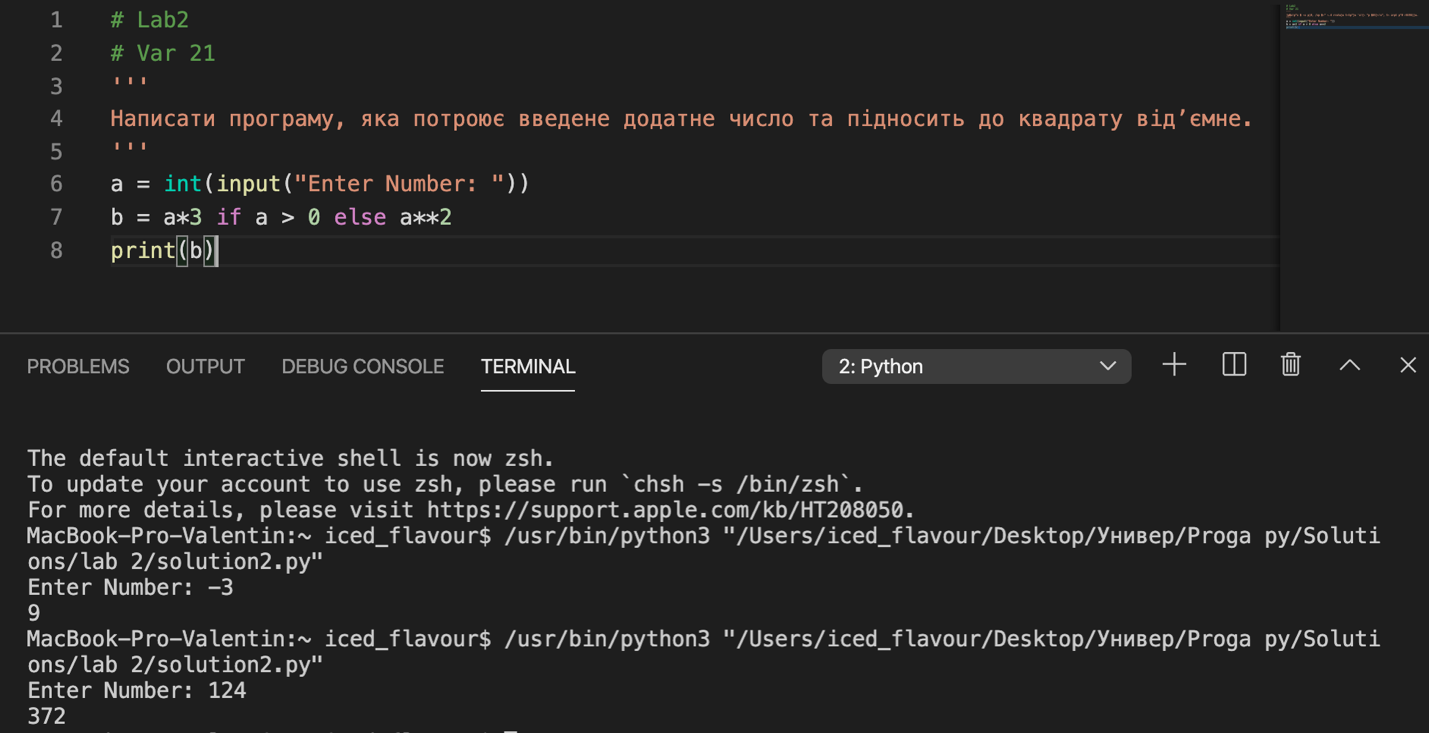 1 # Lab2
2 # Var 21
3 '''
4 Написати програму, яка потроює введене додатне число та підносить до квадрату від’ємне.
5 '''
6 a = int(input("Enter Number: "))
7 b = a*3 if a > 0 else a**2
8 print(b)
PROBLEMS OUTPUT DEBUG CONSOLE TERMINAL 2: Python
The default interactive shell is now zsh.
To update your account to use zsh, please run `chsh -s /bin/zsh`.
For more details, please visit https://support.apple.com/kb/HT208050.
MacBook-Pro-Valentin:~ iced_flavour$ /usr/bin/python3 "/Users/iced_flavour/Desktop/Универ/Proga py/Soluti
ons/lab 2/solution2.py"
Enter Number: -3
9
MacBook-Pro-Valentin:~ iced_flavour$ /usr/bin/python3 "/Users/iced_flavour/Desktop/Универ/Proga py/Soluti
ons/lab 2/solution2.py"
Enter Number: 124
372